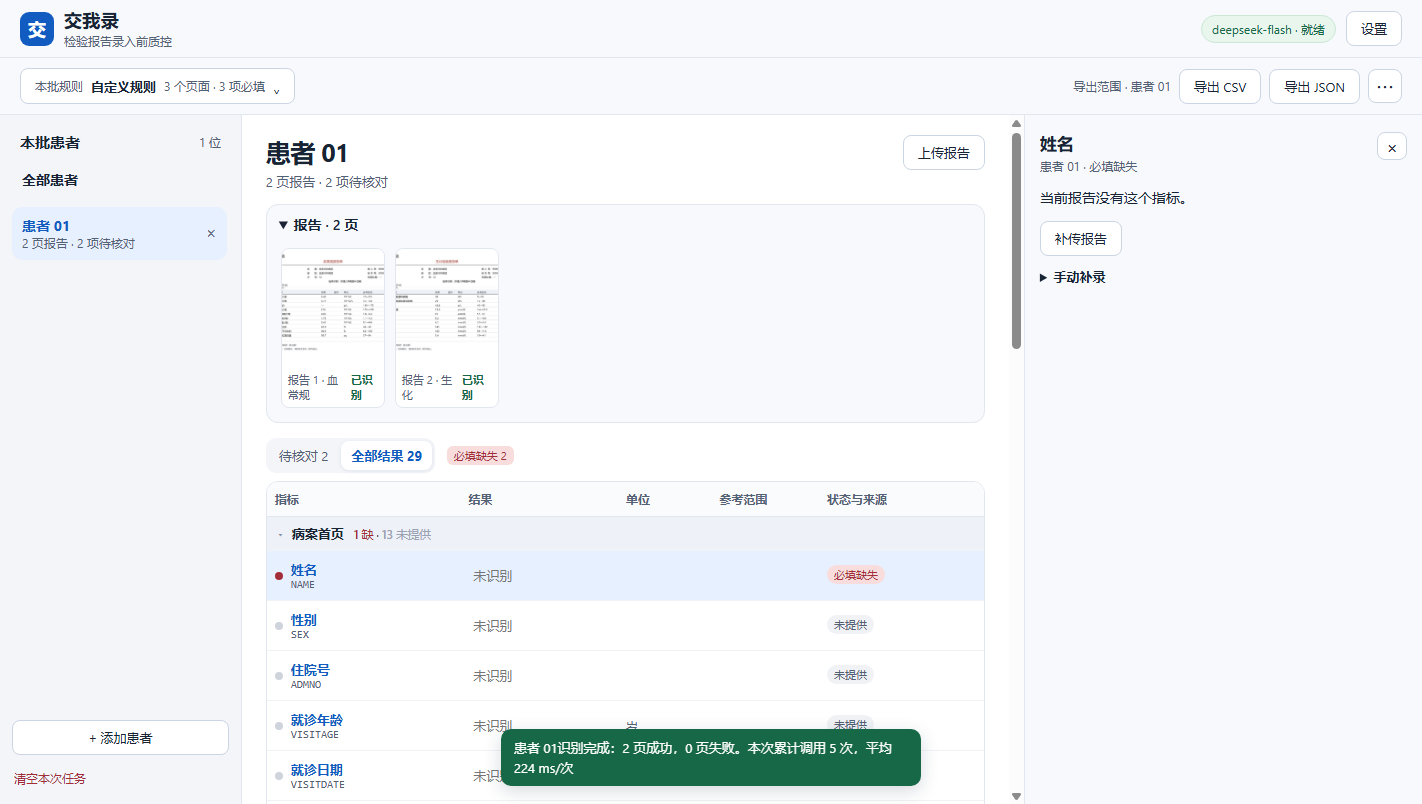 交
交我录
检验报告录入前质控
deepseek-flash · 就绪
设置
本批规则 自定义规则 3 个页面 · 3 项必填
导出范围 · 患者 01
导出 CSV
导出 JSON
···
本批患者
1 位
全部患者
患者 01
2 页报告 · 2 项待核对
×
+ 添加患者
清空本次任务
患者 01
2 页报告 · 2 项待核对
上传报告
▼ 报告 · 2 页
报告 1 · 血常规
已识别
报告 2 · 生化
已识别
待核对 2
全部结果 29
必填缺失 2
指标 结果 单位 参考范围 状态与来源
病案首页 1 缺 · 13 未提供
姓名
NAME
未识别
必填缺失
性别
SEX
未识别
未提供
住院号
ADMNO
未识别
未提供
就诊年龄
VISITAGE
未识别
岁
未提供
就诊日期
VISITDATE
未识
患者 01识别完成：2 页成功，0 页失败。本次累计调用 5 次，平均
224 ms/次
姓名
患者 01 · 必填缺失
×
当前报告没有这个指标。
补传报告
▶ 手动补录